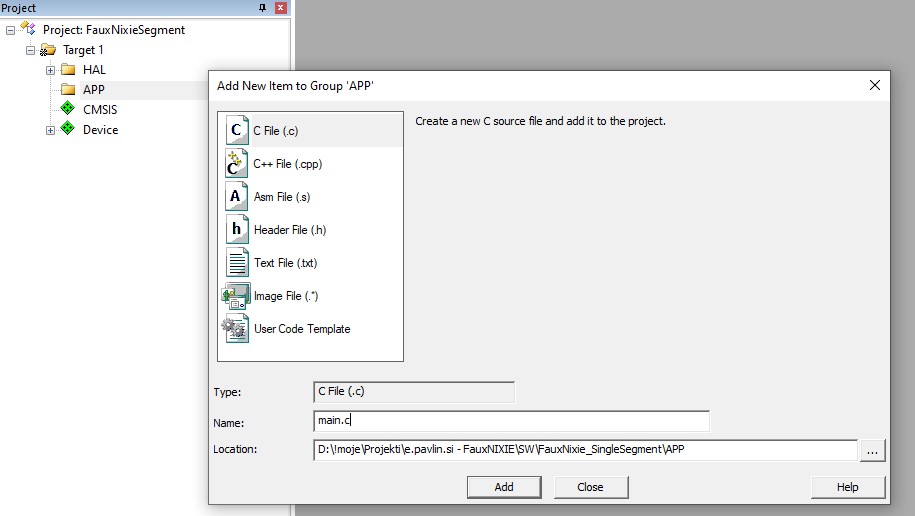 Project
Project: FauxNixieSegment
Target 1
HAL
APP
CMSIS
Device
Add New Item to Group 'APP'
C File (.c)
C++ File (.cpp)
Asm File (.s)
Header File (.h)
Text File (.txt)
Image File (.*)
User Code Template
Create a new C source file and add it to the project.
Type:
C File (.c)
Name:
main.c
Location:
D:\!moje\Projekti\e.pavlin.si - FauxNIXIE\SW\FauxNixie_SingleSegment\APP
...
Add
Close
Help